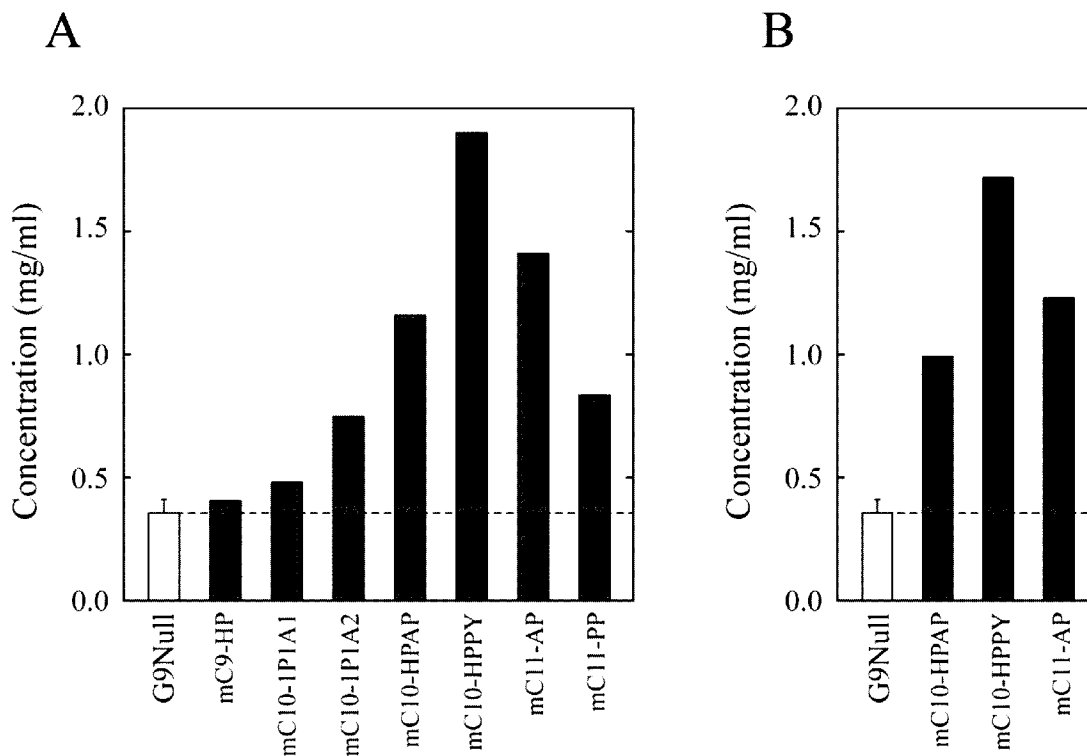 A
Concentration (mg/ml)
2.0
1.5
1.0
0.5
0.0
G9Null
mC9-HP
mC10-1P1A1
mC10-1P1A2
mC10-HPAP
mC10-HPPY
mC11-AP
mC11-PP
B
Concentration (mg/ml)
2.0
1.5
1.0
0.5
0.0
G9Null
mC10-HPAP
mC10-HPPY
mC11-AP